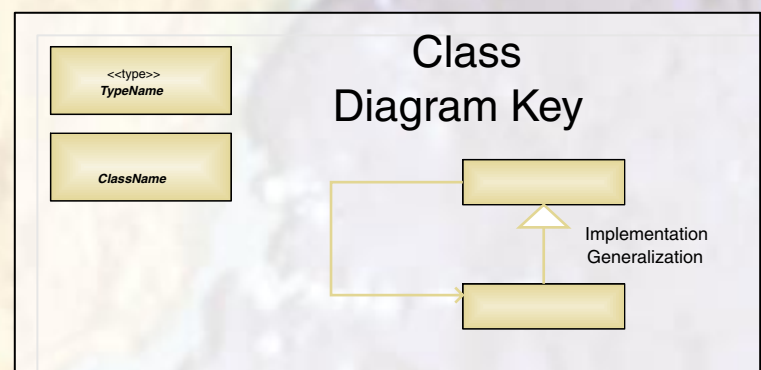 Class
Diagram Key
<<type>>
TypeName
ClassName
Implementation
Generalization